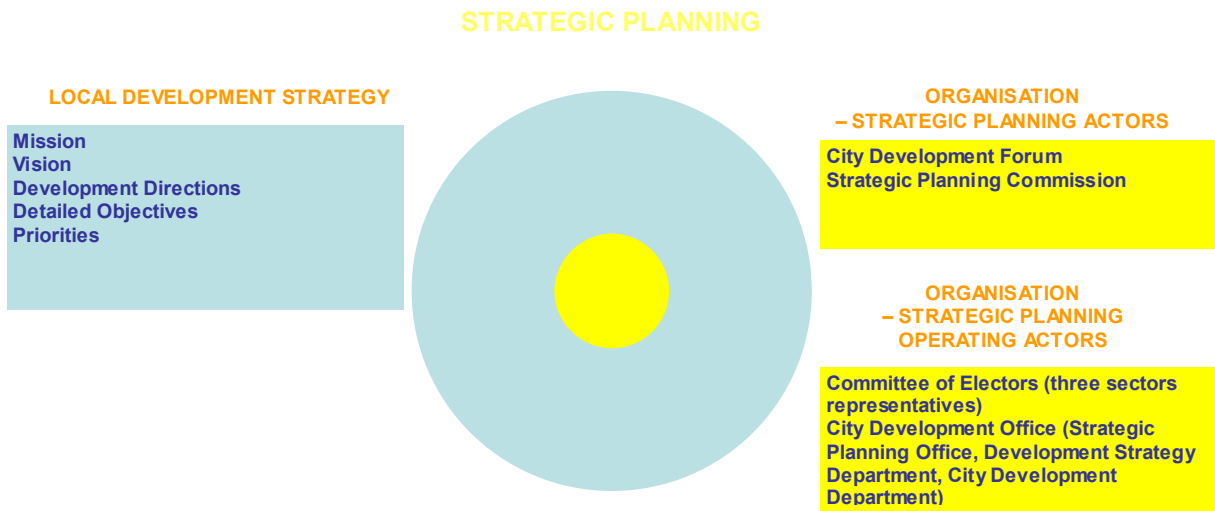 STRATEGIC PLANNING
LOCAL DEVELOPMENT STRATEGY
Mission
Vision
Development Directions
Detailed Objectives
Priorities
ORGANISATION
– STRATEGIC PLANNING ACTORS
City Development Forum
Strategic Planning Commission
ORGANISATION
– STRATEGIC PLANNING
OPERATING ACTORS
Committee of Electors (three sectors
representatives)
City Development Office (Strategic
Planning Office, Development Strategy
Department, City Development
Department)